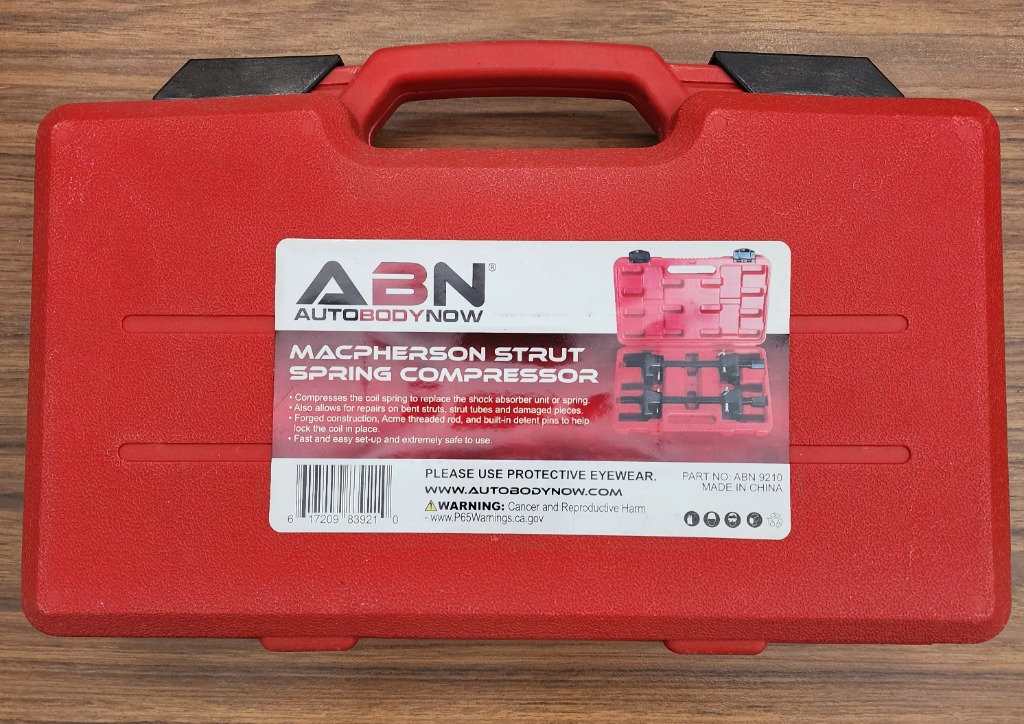 ABN®
AUTOBODYNOW
MACPHERSON STRUT
SPRING COMPRESSOR
• Compresses the coil spring to replace the shock absorber unit or spring.
• Also allows for repairs on bent struts, strut tubes and damaged pieces.
• Forged construction, Acme threaded rod, and built-in detent pins to help
lock the coil in place.
• Fast and easy set-up and extremely safe to use.
PLEASE USE PROTECTIVE EYEWEAR.
WWW.AUTOBODYNOW.COM
⚠WARNING: Cancer and Reproductive Harm
- www.P65Warnings.ca.gov
PART NO: ABN 9210
MADE IN CHINA
6 17209 83921 0